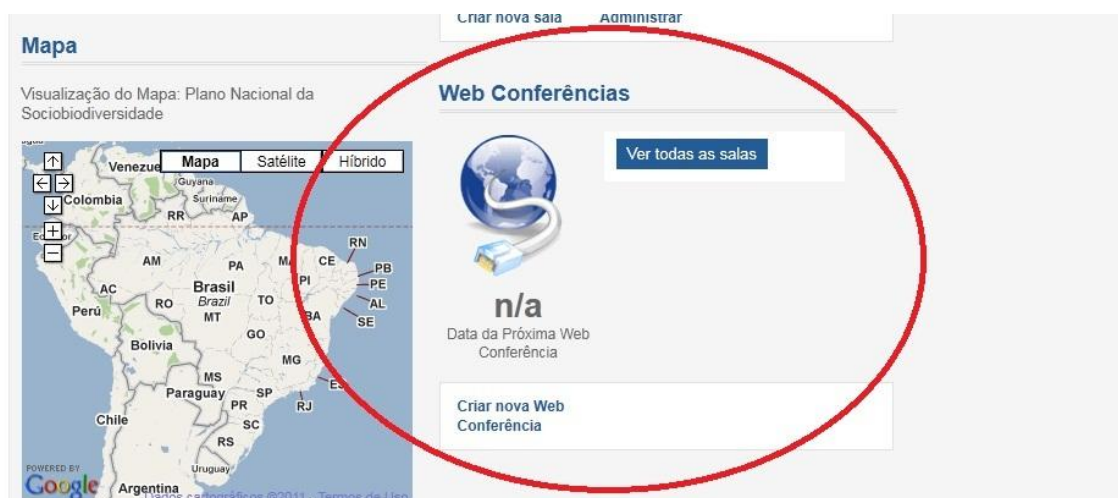 Criar nova sala Administrar
Mapa
Visualização do Mapa: Plano Nacional da
Sociobiodiversidade
Mapa Satélite Híbrido
Venezue
Guyana
Suriname
Colombia
RR AP
RN
AM PA MA CE PB
PI PE
AC Brasil AL
Brazil
RO TO
Perú MT BA SE
GO
Bolivia
MG
MS
ES
Paraguay SP
PR RJ
Chile SC
RS
Uruguay
POWERED BY
Google
Argentina
Dados cartográficos ©2011 Termos de Uso
Web Conferências
Ver todas as salas
n/a
Data da Próxima Web
Conferência
Criar nova Web
Conferência